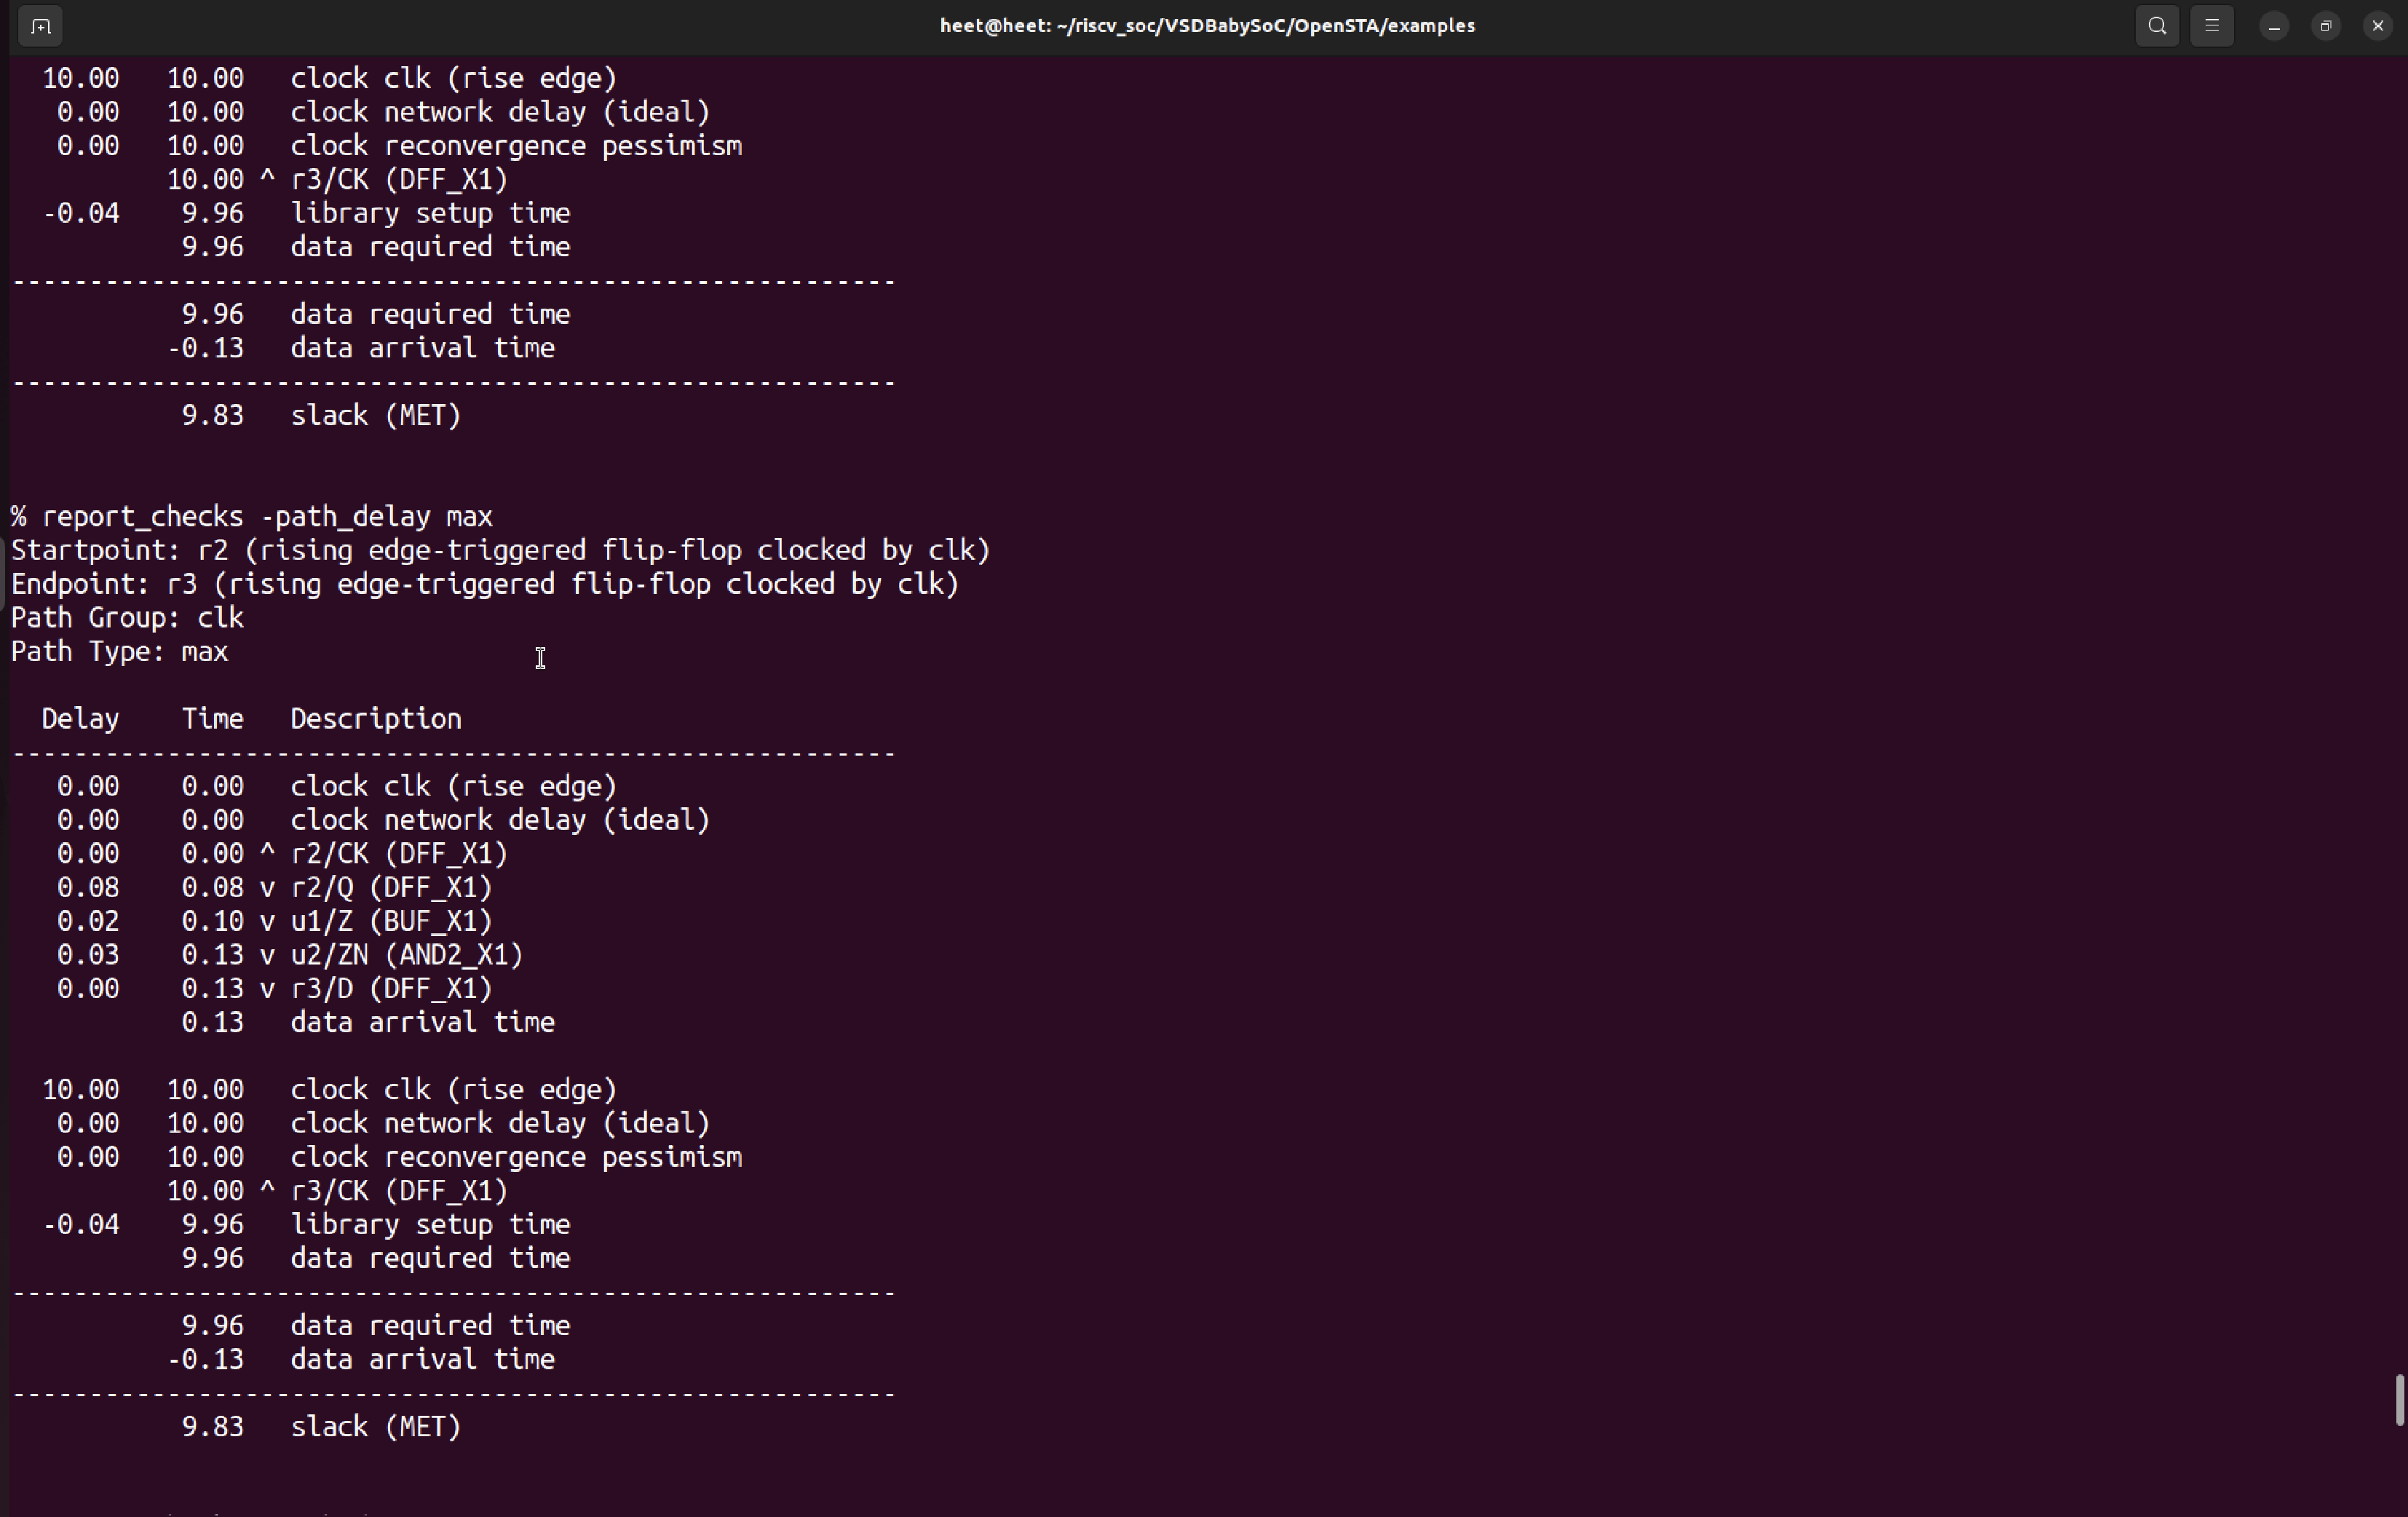 heet@heet: ~/riscv_soc/VSDBabySoC/OpenSTA/examples
  10.00   10.00   clock clk (rise edge)
   0.00   10.00   clock network delay (ideal)
   0.00   10.00   clock reconvergence pessimism
          10.00 ^ r3/CK (DFF_X1)
  -0.04    9.96   library setup time
           9.96   data required time
---------------------------------------------------------
           9.96   data required time
          -0.13   data arrival time
---------------------------------------------------------
           9.83   slack (MET)
% report_checks -path_delay max
Startpoint: r2 (rising edge-triggered flip-flop clocked by clk)
Endpoint: r3 (rising edge-triggered flip-flop clocked by clk)
Path Group: clk
Path Type: max
  Delay    Time   Description
---------------------------------------------------------
   0.00    0.00   clock clk (rise edge)
   0.00    0.00   clock network delay (ideal)
   0.00    0.00 ^ r2/CK (DFF_X1)
   0.08    0.08 v r2/Q (DFF_X1)
   0.02    0.10 v u1/Z (BUF_X1)
   0.03    0.13 v u2/ZN (AND2_X1)
   0.00    0.13 v r3/D (DFF_X1)
           0.13   data arrival time
  10.00   10.00   clock clk (rise edge)
   0.00   10.00   clock network delay (ideal)
   0.00   10.00   clock reconvergence pessimism
          10.00 ^ r3/CK (DFF_X1)
  -0.04    9.96   library setup time
           9.96   data required time
---------------------------------------------------------
           9.96   data required time
          -0.13   data arrival time
---------------------------------------------------------
           9.83   slack (MET)